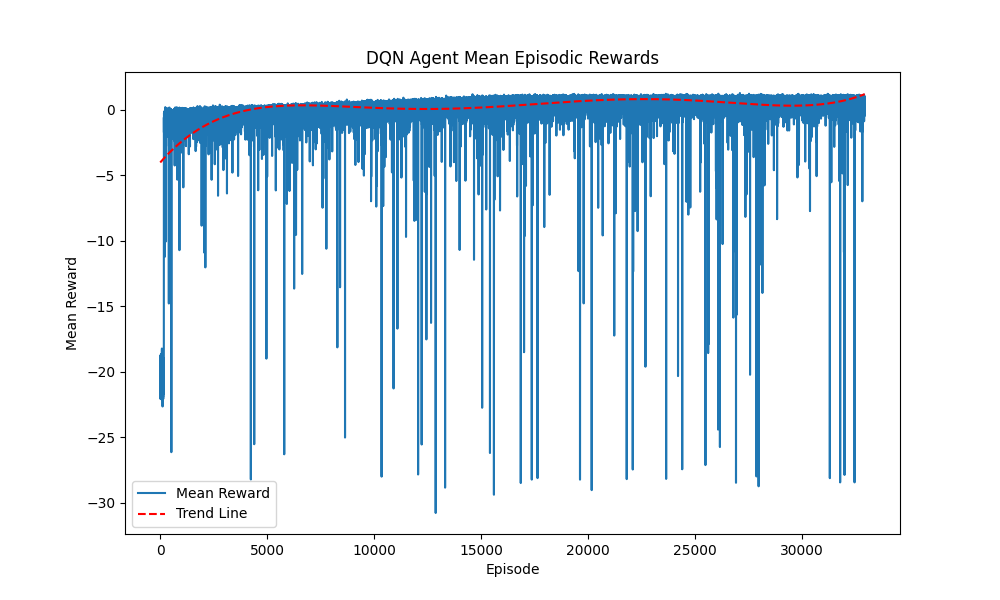 DQN Agent Mean Episodic Rewards
Mean Reward
0
−5
−10
−15
−20
−25
−30
Mean Reward
Trend Line
0
5000
10000
15000
20000
25000
30000
Episode